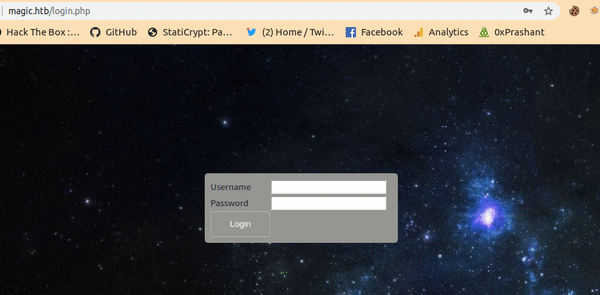 magic.htb/login.php
Hack The Box :… GitHub StatiCrypt: Pa… (2) Home / Twi… Facebook Analytics 0xPrashant
Username
Password
Login